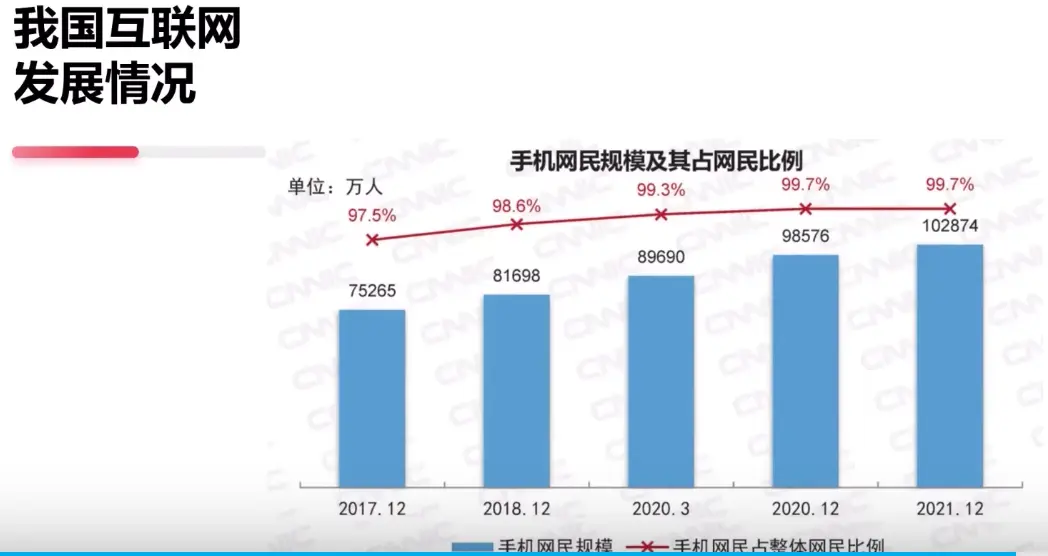 我国互联网
发展情况
手机网民规模及其占网民比例
单位：万人
97.5%
98.6%
99.3%
99.7%
99.7%
75265
81698
89690
98576
102874
2017.12
2018.12
2020.3
2020.12
2021.12
手机网民规模
手机网民占整体网民比例
CNNIC